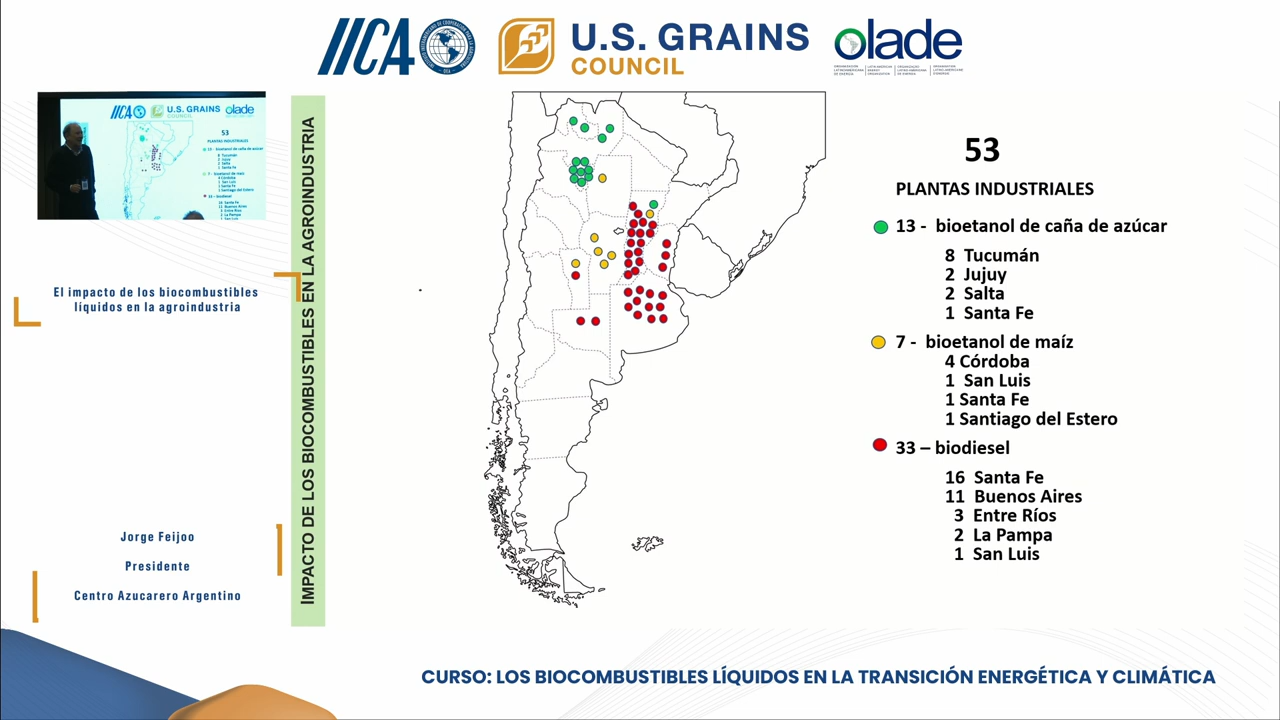 IICA
U.S. GRAINS
COUNCIL
olade
IMPACTO DE LOS BIOCOMBUSTIBLES EN LA AGROINDUSTRIA
53
PLANTAS INDUSTRIALES
13 - bioetanol de caña de azúcar
8 Tucumán
2 Jujuy
2 Salta
1 Santa Fe
7 - bioetanol de maíz
4 Córdoba
1 San Luis
1 Santa Fe
1 Santiago del Estero
33 – biodiesel
16 Santa Fe
11 Buenos Aires
3 Entre Ríos
2 La Pampa
1 San Luis
El impacto de los biocombustibles
líquidos en la agroindustria
Jorge Feijoo
Presidente
Centro Azucarero Argentino
CURSO: LOS BIOCOMBUSTIBLES LÍQUIDOS EN LA TRANSICIÓN ENERGÉTICA Y CLIMÁTICA